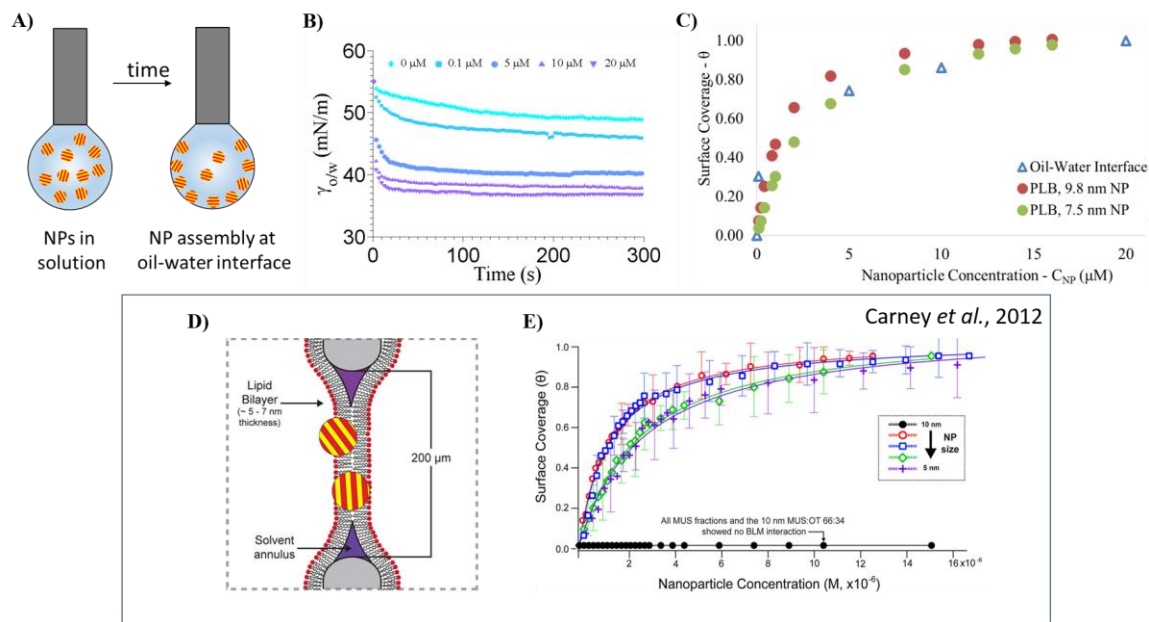 A)
time
NPs in
solution
NP assembly at
oil-water interface
B)
60
50
40
30
γo/w (mN/m)
0 μM 0.1 μM 5 μM 10 μM 20 μM
0 100 200 300
Time (s)
C)
1.00
0.80
0.60
0.40
0.20
0.00
Surface Coverage - θ
Oil-Water Interface
PLB, 9.8 nm NP
PLB, 7.5 nm NP
0 5 10 15 20
Nanoparticle Concentration - CNP (μM)
Carney et al., 2012
D)
Lipid
Bilayer
(~ 5 - 7 nm
thickness)
200 μm
Solvent
annulus
E)
1.0
0.8
0.6
0.4
0.2
0.0
Surface Coverage (θ)
10 nm
NP
size
5 nm
All MUS fractions and the 10 nm MUS:OT 66:34
showed no BLM interaction
2 4 6 8 10 12 14 16x10-6
Nanoparticle Concentration (M, x10-6)